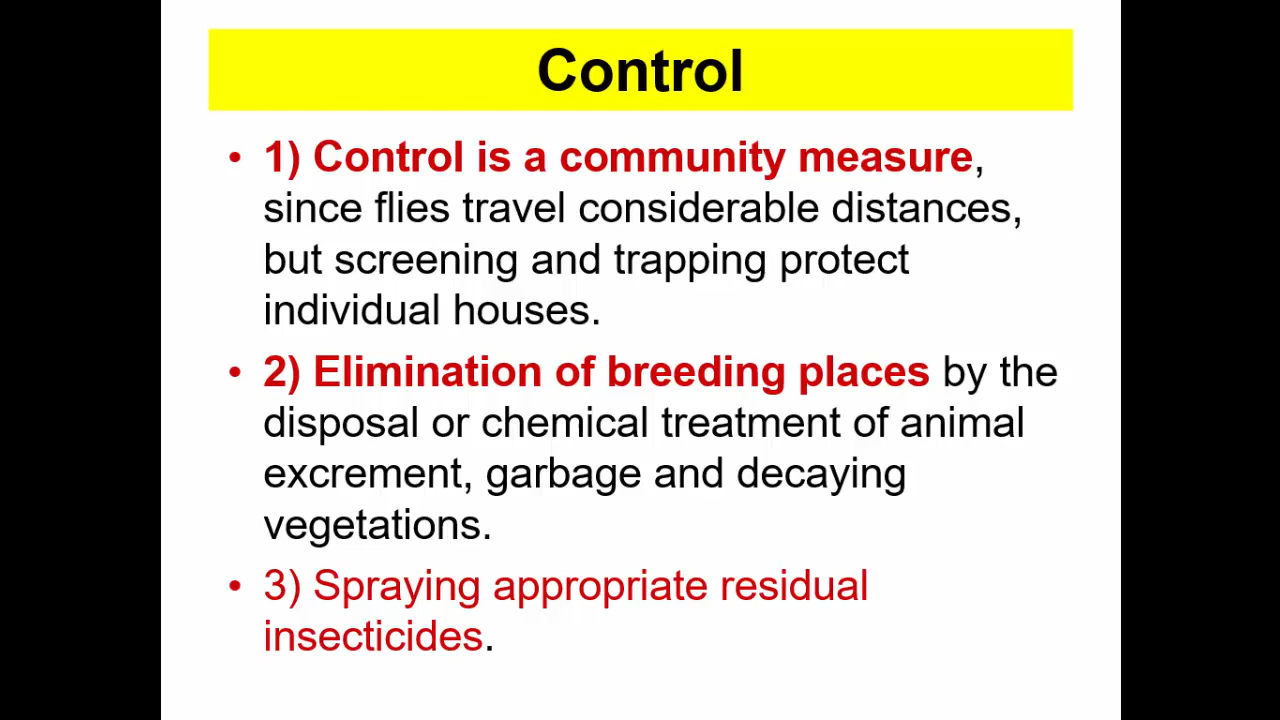 Control
• 1) Control is a community measure,
since flies travel considerable distances,
but screening and trapping protect
individual houses.
• 2) Elimination of breeding places by the
disposal or chemical treatment of animal
excrement, garbage and decaying
vegetations.
• 3) Spraying appropriate residual
insecticides.